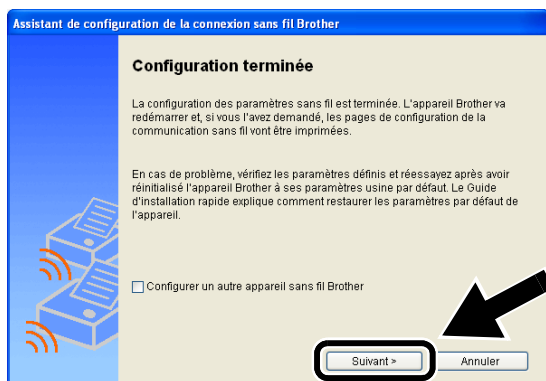 Assistant de configuration de la connexion sans fil Brother
Configuration terminée
La configuration des paramètres sans fil est terminée. L'appareil Brother va
redémarrer et, si vous l'avez demandé, les pages de configuration de la
communication sans fil vont être imprimées.
En cas de problème, vérifiez les paramètres définis et réessayez après avoir
réinitialisé l'appareil Brother à ses paramètres usine par défaut. Le Guide
d'installation rapide explique comment restaurer les paramètres par défaut de
l'appareil.
Configurer un autre appareil sans fil Brother
Suivant >
Annuler